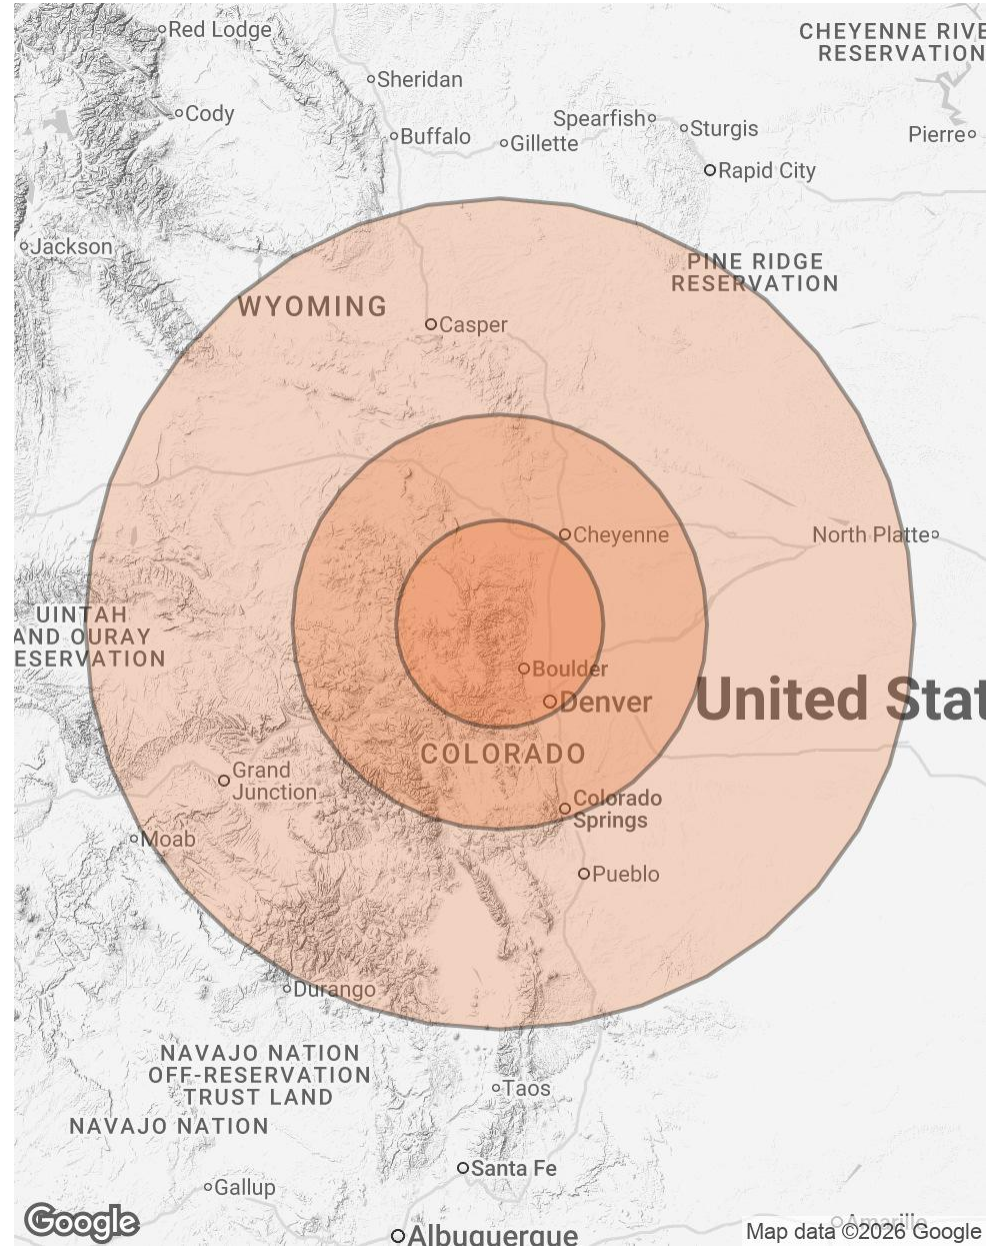 Red Lodge
CHEYENNE RIVE
RESERVATION
Sheridan
Cody
Spearfish
Sturgis
Buffalo
Gillette
Pierre
Rapid City
Jackson
PINE RIDGE
RESERVATION
WYOMING
Casper
Cheyenne
North Platte
UINTAH
AND OURAY
ESERVATION
Boulder
United Stat
Denver
COLORADO
Grand
Junction
Colorado
Springs
Moab
Pueblo
Durango
NAVAJO NATION
OFF-RESERVATION
TRUST LAND
Taos
NAVAJO NATION
Santa Fe
Gallup
Google
Amarillo
Albuquerque
Map data ©2026 Google